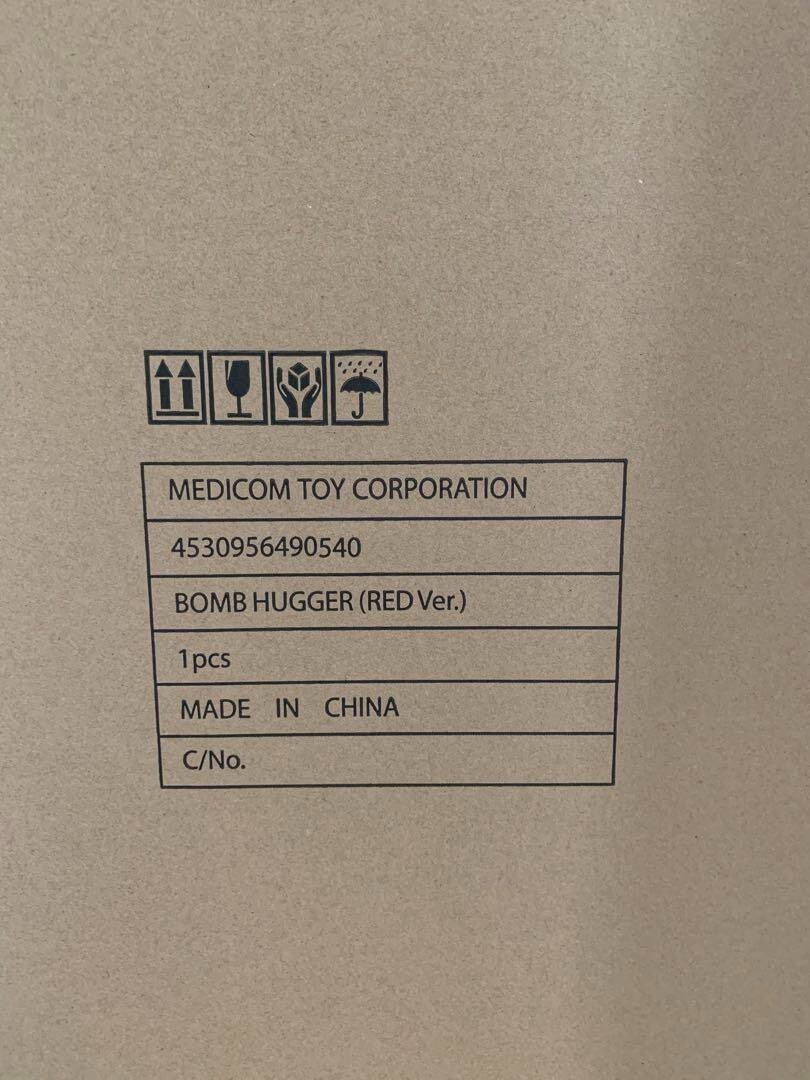 MEDICOM TOY CORPORATION
4530956490540
BOMB HUGGER (RED Ver.)
1pcs
MADE IN CHINA
C/No.